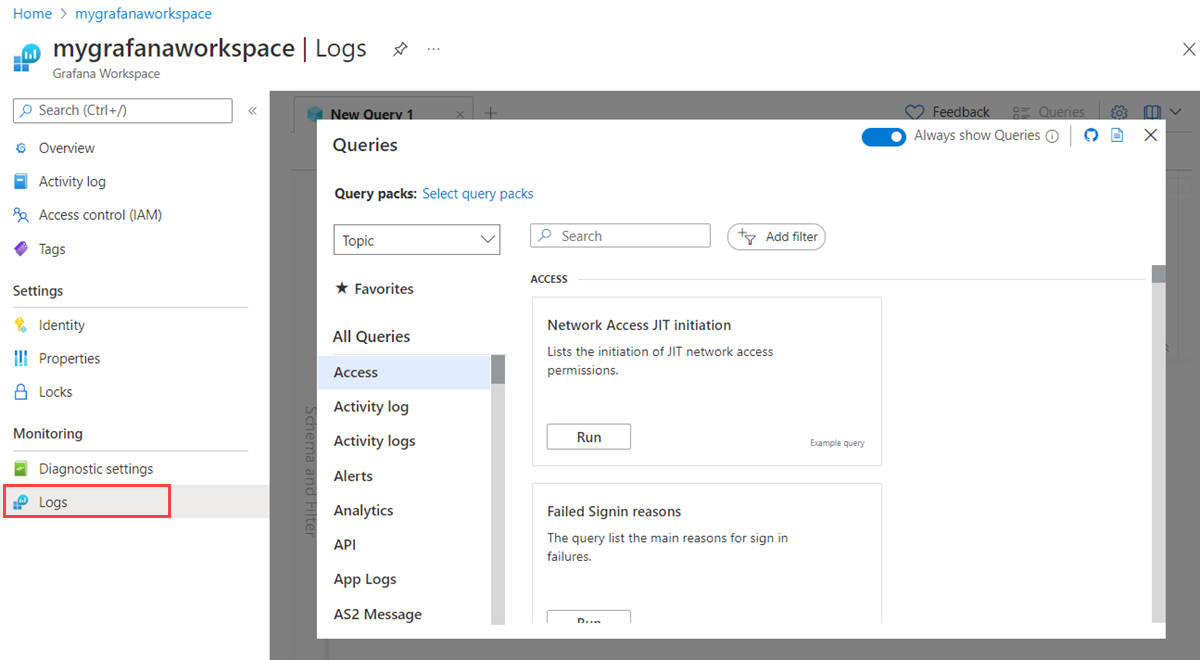 Home > mygrafanaworkspace
mygrafanaworkspace | Logs ...
Grafana Workspace
Search (Ctrl+/)
«
Overview
Activity log
Access control (IAM)
Tags
Settings
Identity
Properties
Locks
Monitoring
Diagnostic settings
Logs
New Query 1
Feedback
Queries
Schema and Filter
Queries
Always show Queries
Query packs: Select query packs
Topic
Search
Add filter
★ Favorites
All Queries
Access
Activity log
Activity logs
Alerts
Analytics
API
App Logs
AS2 Message
ACCESS
Network Access JIT initiation
Lists the initiation of JIT network access
permissions.
Run
Example query
Failed Signin reasons
The query list the main reasons for sign in
failures.
Run